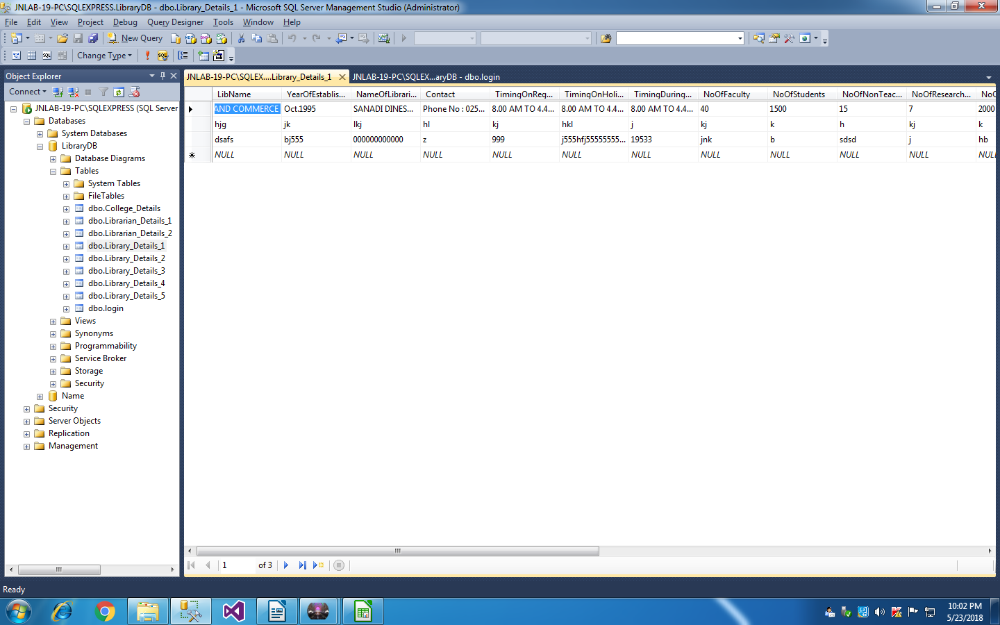 JNLAB-19-PC\SQLEXPRESS.LibraryDB - dbo.Library_Details_1 - Microsoft SQL Server Management Studio (Administrator)
File Edit View Project Debug Query Designer Tools Window Help
New Query
Change Type
Object Explorer
Connect
JNLAB-19-PC\SQLEXPRESS (SQL Server
Databases
System Databases
LibraryDB
Database Diagrams
Tables
System Tables
FileTables
dbo.College_Details
dbo.Librarian_Details_1
dbo.Librarian_Details_2
dbo.Library_Details_1
dbo.Library_Details_2
dbo.Library_Details_3
dbo.Library_Details_4
dbo.Library_Details_5
dbo.login
Views
Synonyms
Programmability
Service Broker
Storage
Security
Name
Security
Server Objects
Replication
Management
JNLAB-19-PC\SQLEX....Library_Details_1 JNLAB-19-PC\SQLEX...aryDB - dbo.login
LibName YearOfEstablis... NameOfLibrari... Contact TimingOnReq... TimingOnHoli... TimingDuring... NoOfFaculty NoOfStudents NoOfNonTeac... NoOfResearch... NoO
AND COMMERCE Oct.1995 SANADI DINES... Phone No : 025... 8.00 AM TO 4.4... 8.00 AM TO 4.4... 8.00 AM TO 4.4... 40 1500 15 7 2000
hjg jk lkj hl kj hkl j kj k h kj k
dsafs bj555 000000000000 z 999 j555hfj55555555... 19533 jnk b sdsd j hb
NULL NULL NULL NULL NULL NULL NULL NULL NULL NULL NULL NULL
1 of 3
Ready
10:02 PM
5/23/2018